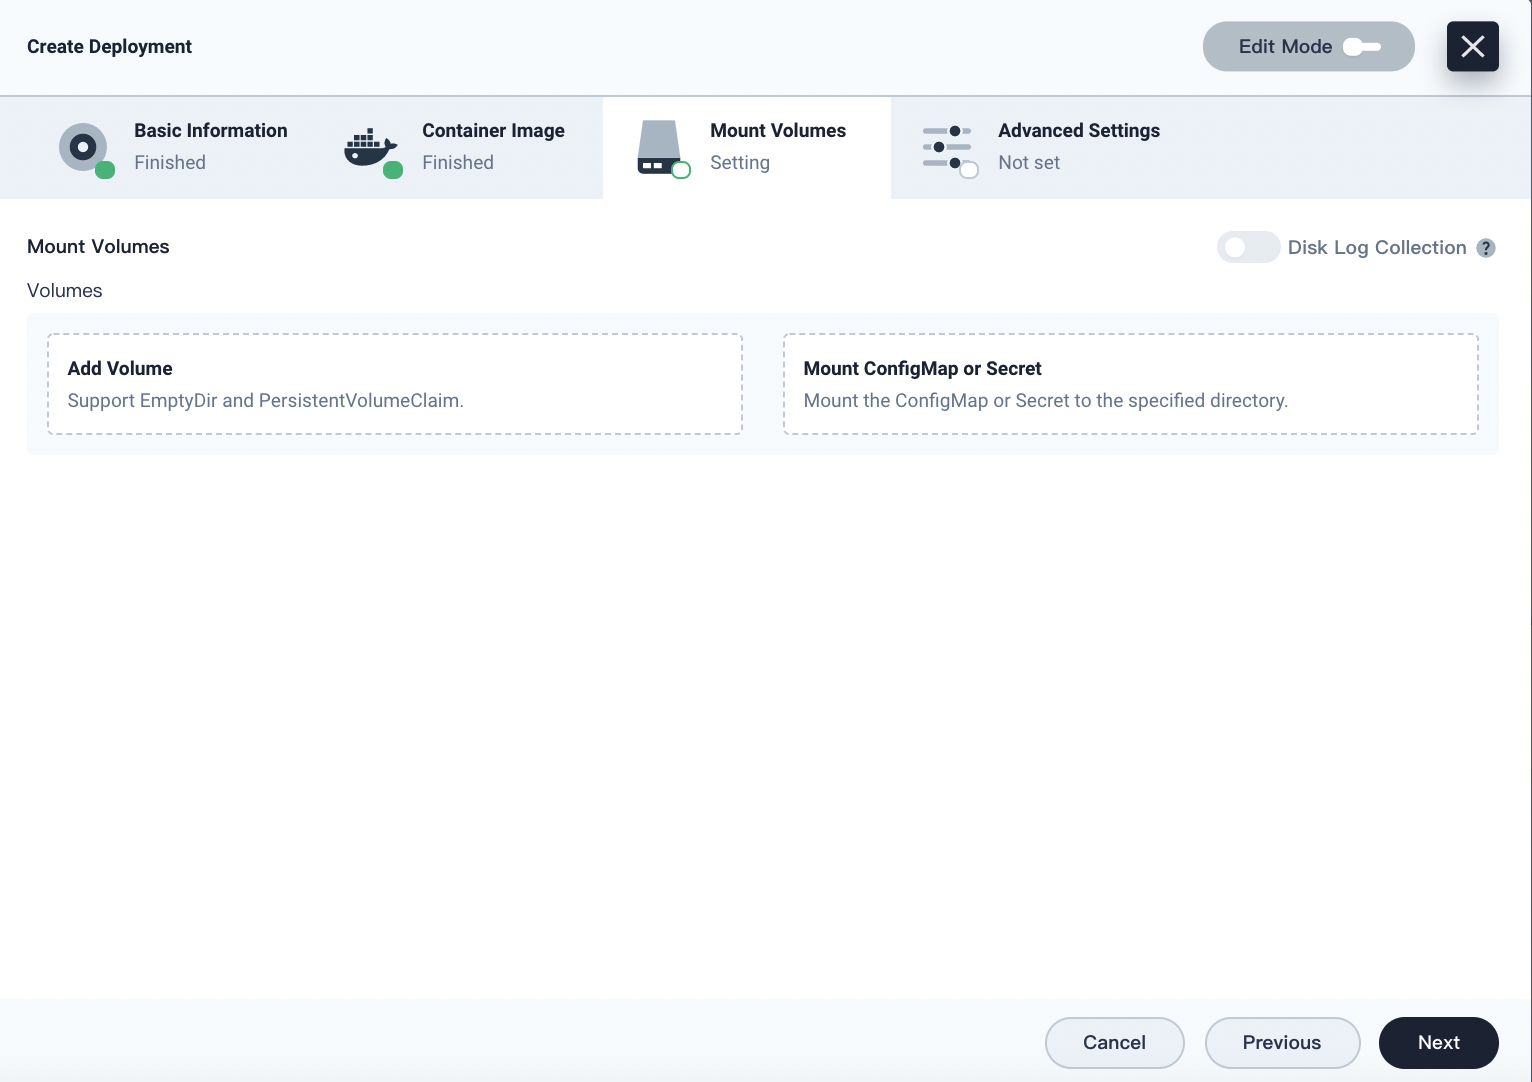 Create Deployment
Edit Mode
Basic Information
Finished
Container Image
Finished
Mount Volumes
Setting
Advanced Settings
Not set
Mount Volumes
Disk Log Collection ?
Volumes
Add Volume
Support EmptyDir and PersistentVolumeClaim.
Mount ConfigMap or Secret
Mount the ConfigMap or Secret to the specified directory.
Cancel
Previous
Next